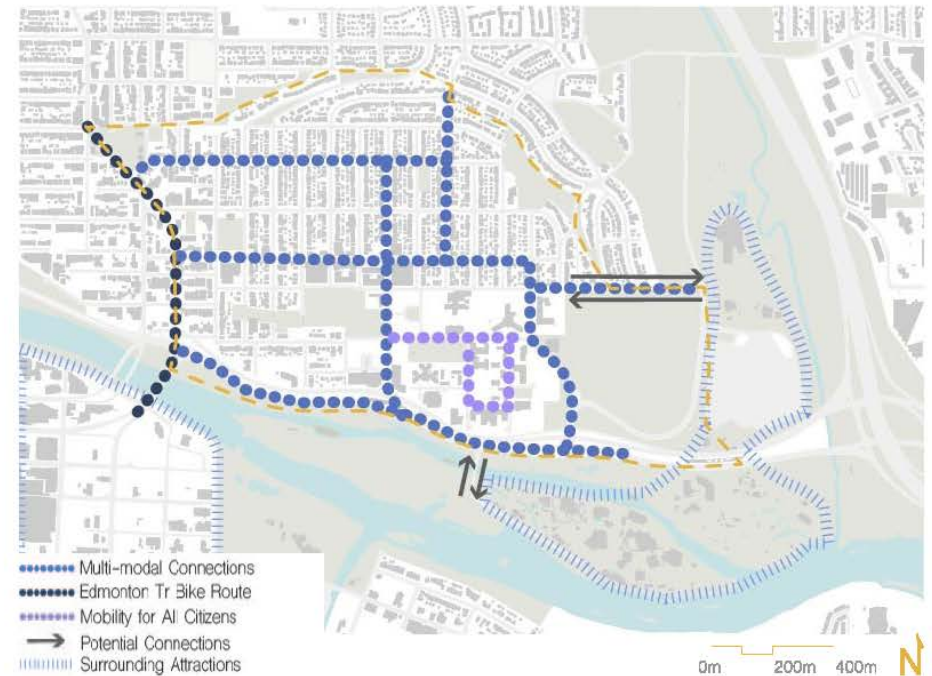 Multi-modal Connections
Edmonton Tr Bike Route
Mobility for All Citizens
Potential Connections
Surrounding Attractions
0m 200m 400m N